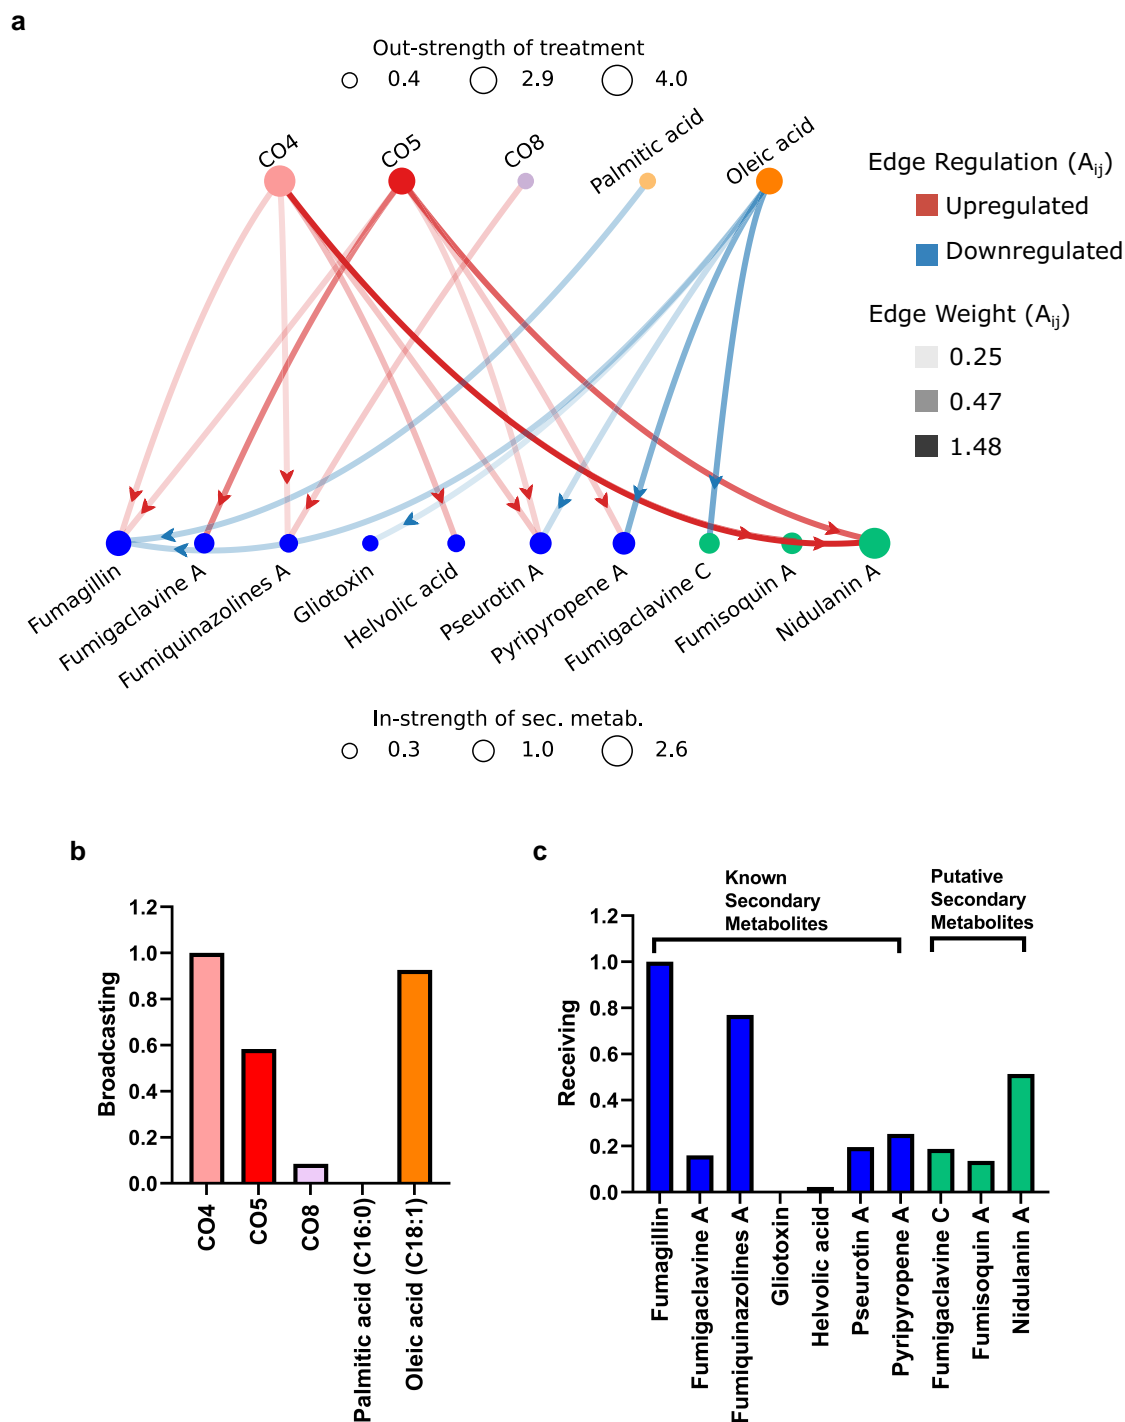 a
Out-strength of treatment
0.4 2.9 4.0
CO4 CO5 CO8 Palmitic acid Oleic acid
Edge Regulation (Aij)
Upregulated
Downregulated
Edge Weight (Aij)
0.25
0.47
1.48
Fumagillin Fumigaclavine A Fumiquinazolines A Gliotoxin Helvolic acid Pseurotin A Pyripyropene A Fumigaclavine C Fumisoquin A Nidulanin A
In-strength of sec. metab.
0.3 1.0 2.6
b
Broadcasting
1.2
1.0
0.8
0.6
0.4
0.2
0.0
CO4 CO5 CO8 Palmitic acid (C16:0) Oleic acid (C18:1)
c
Known
Secondary
Metabolites
Putative
Secondary
Metabolites
Receiving
1.2
1.0
0.8
0.6
0.4
0.2
0.0
Fumagillin Fumigaclavine A Fumiquinazolines A Gliotoxin Helvolic acid Pseurotin A Pyripyropene A Fumigaclavine C Fumisoquin A Nidulanin A